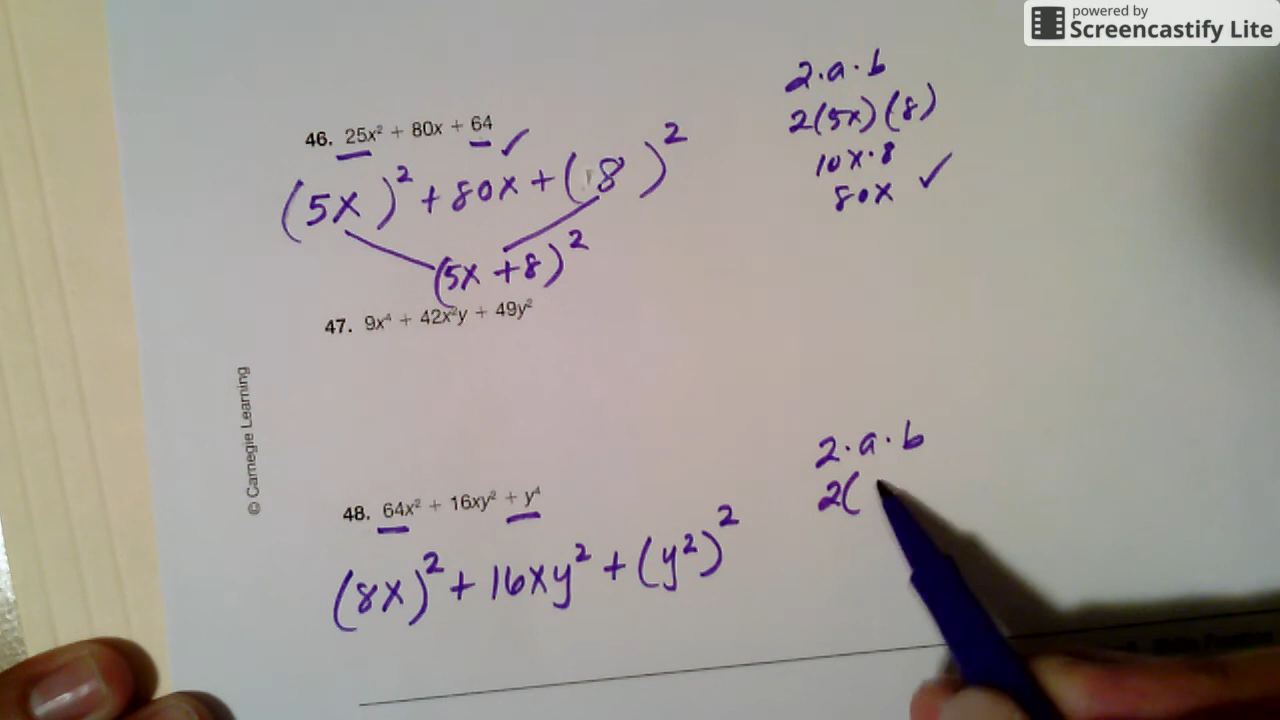 powered by
Screencastify Lite
46. 25x² + 80x + 64 ✓
(5x)² + 80x + (8)²
(5x + 8)²
2·a·b
2(5x)(8)
10x·8
80x ✓
47. 9x⁴ + 42x²y + 49y²
© Carnegie Learning
48. 64x² + 16xy² + y⁴
(8x)² + 16xy² + (y²)²
2·a·b
2(